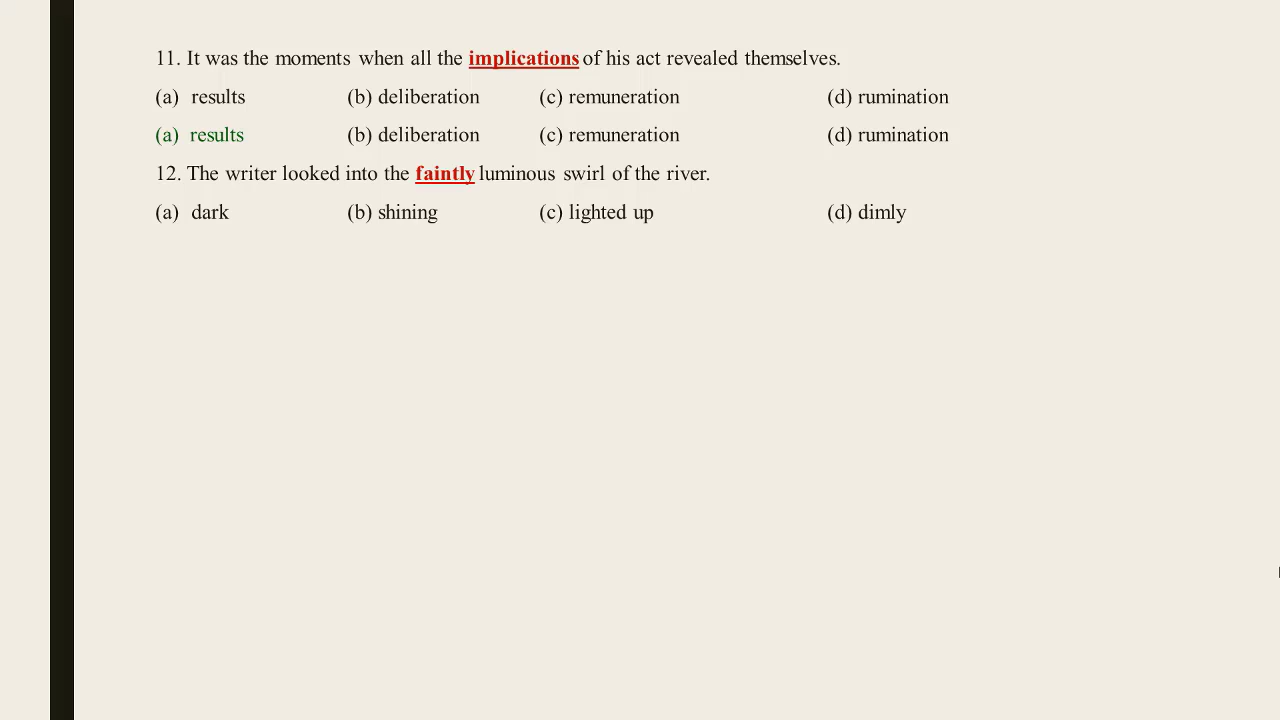 11. It was the moments when all the implications of his act revealed themselves.
(a) results (b) deliberation (c) remuneration (d) rumination
(a) results (b) deliberation (c) remuneration (d) rumination
12. The writer looked into the faintly luminous swirl of the river.
(a) dark (b) shining (c) lighted up (d) dimly